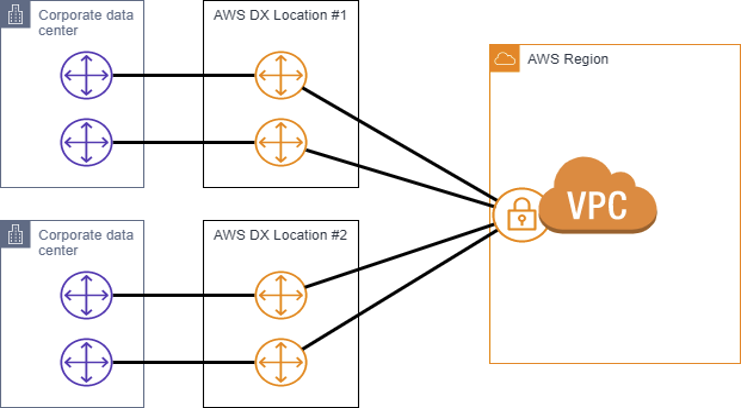 Corporate data
center
AWS DX Location #1
AWS Region
VPC
Corporate data
center
AWS DX Location #2